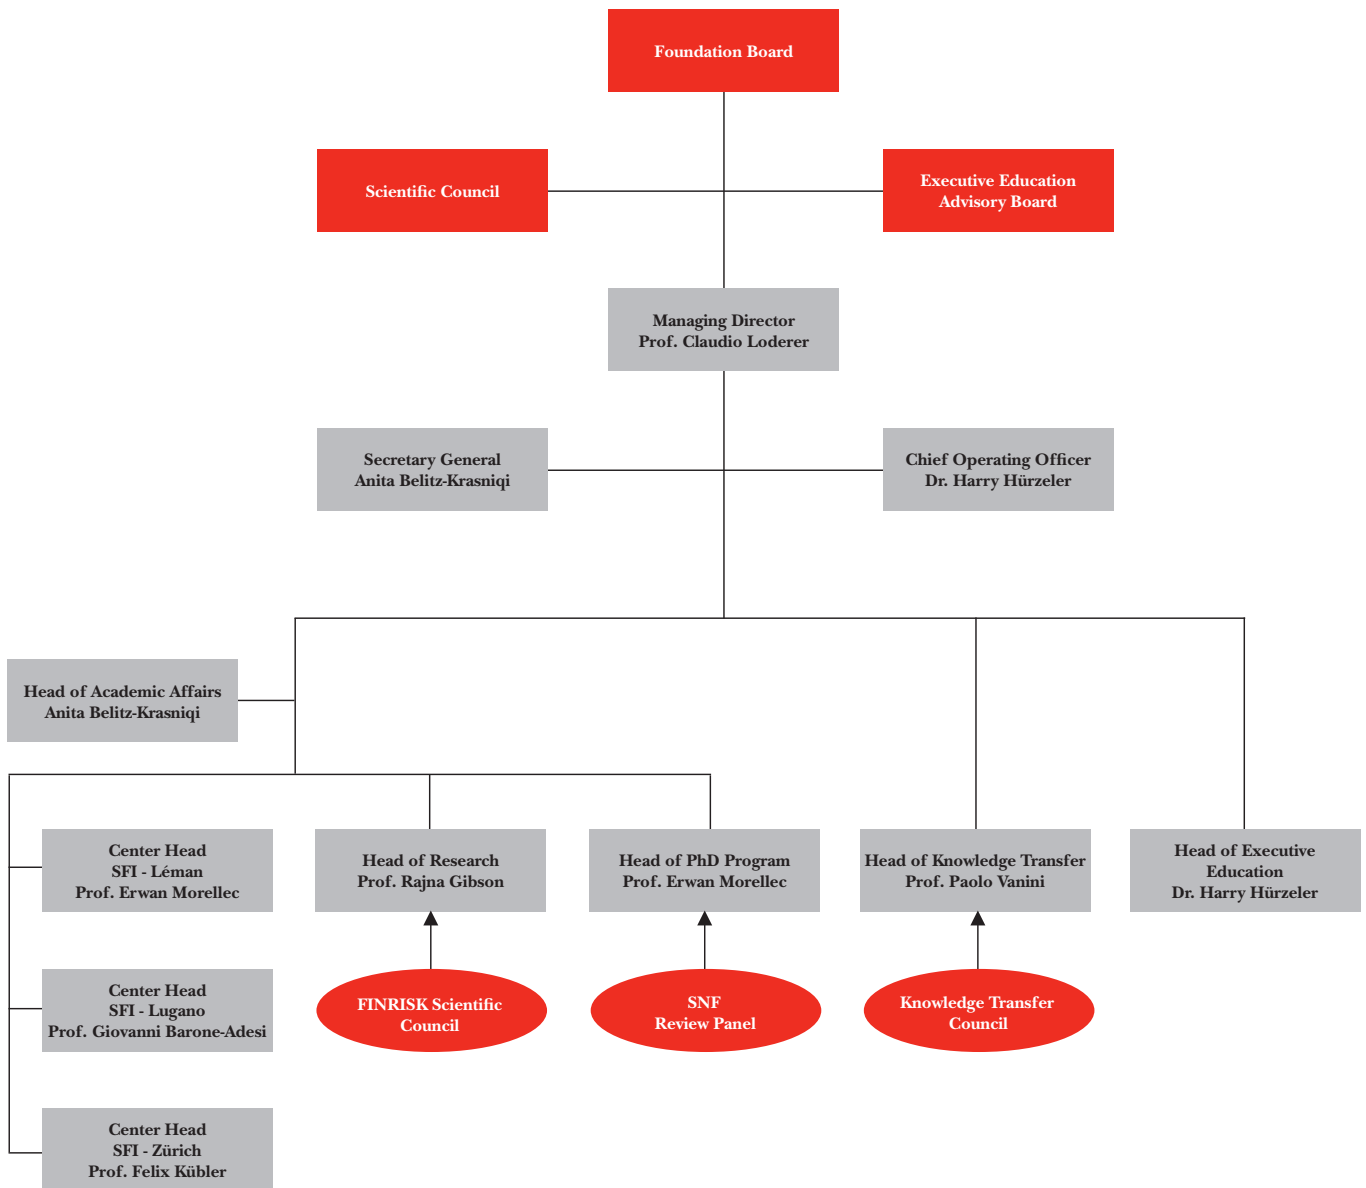 Foundation Board
Scientific Council
Executive Education
Advisory Board
Managing Director
Prof. Claudio Loderer
Secretary General
Anita Belitz-Krasniqi
Chief Operating Officer
Dr. Harry Hürzeler
Head of Academic Affairs
Anita Belitz-Krasniqi
Center Head
SFI - Léman
Prof. Erwan Morellec
Head of Research
Prof. Rajna Gibson
Head of PhD Program
Prof. Erwan Morellec
Head of Knowledge Transfer
Prof. Paolo Vanini
Head of Executive
Education
Dr. Harry Hürzeler
Center Head
SFI - Lugano
Prof. Giovanni Barone-Adesi
FINRISK Scientific
Council
SNF
Review Panel
Knowledge Transfer
Council
Center Head
SFI - Zürich
Prof. Felix Kübler